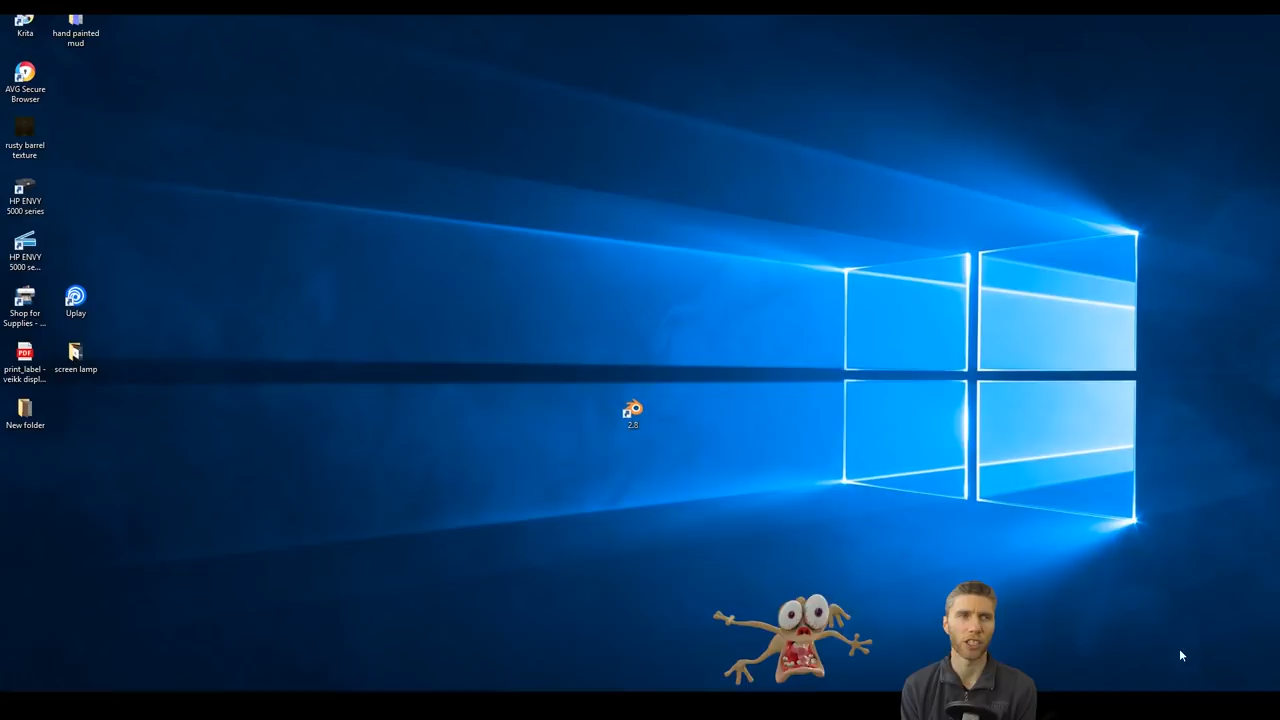 Krita
hand painted
mud
AVG Secure
Browser
rusty barrel
texture
HP ENVY
5000 series
HP ENVY
5000 se...
Shop for
Supplies - ...
Uplay
PDF
print_label -
veikk displ...
screen lamp
New folder
2.8